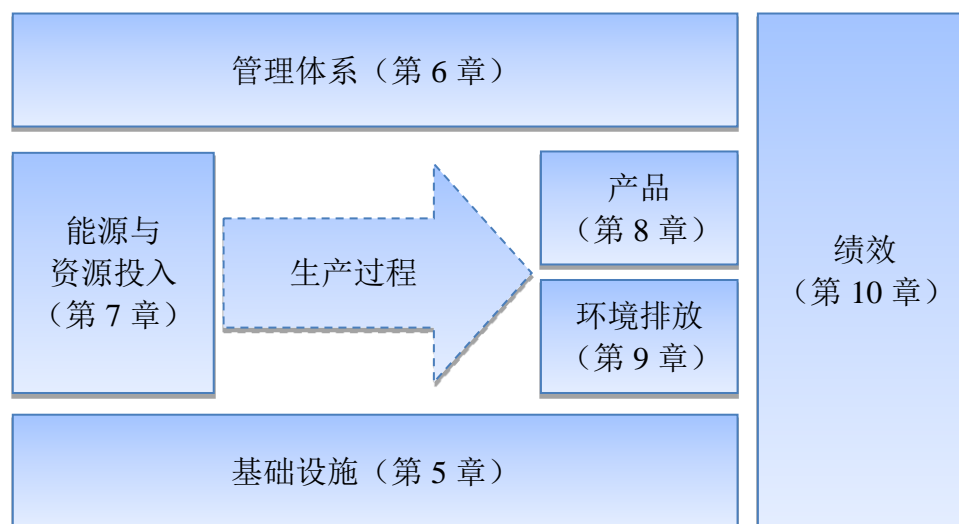 管理体系（第 6 章）
能源与
资源投入
（第 7 章）
生产过程
产品
（第 8 章）
环境排放
（第 9 章）
基础设施（第 5 章）
绩效
（第 10 章）